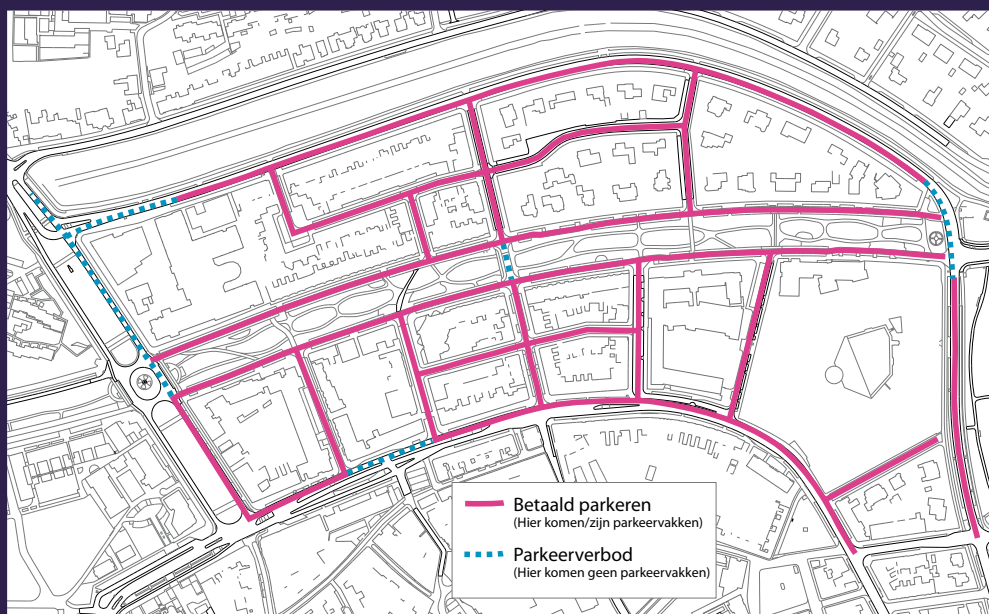 Betaald parkeren
(Hier komen/zijn parkeervakken)
Parkeerverbod
(Hier komen geen parkeervakken)